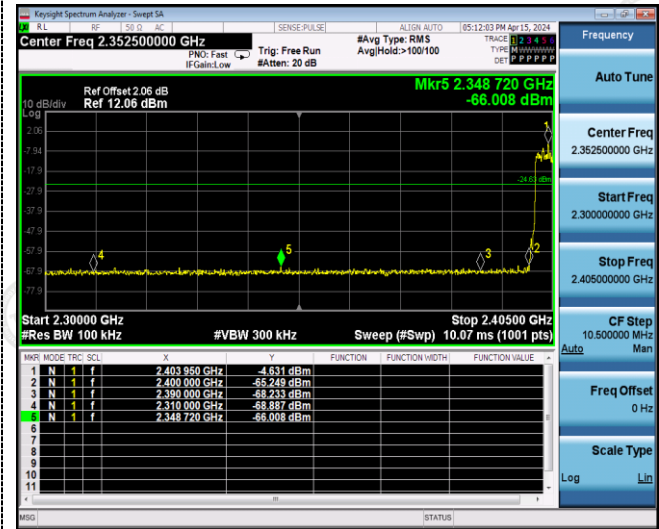 Keysight Spectrum Analyzer - Swept SA
RL RF 50 Ω AC SENSE:PULSE ALIGN AUTO 05:12:03 PM Apr 15, 2024
Center Freq 2.352500000 GHz
PNO: Fast
IFGain:Low
Trig: Free Run
#Atten: 20 dB
#Avg Type: RMS
Avg|Hold:>100/100
TRACE 1 2 3 4 5 6
TYPE M WWWWW
DET P P P P P P
Ref Offset 2.06 dB
Ref 12.06 dBm
10 dB/div
Log
Mkr5 2.348 720 GHz
-66.008 dBm
2.06
-7.94
-17.9
-27.9
-37.9
-47.9
-57.9
-67.9
-77.9
-24.63 dBm
1
2
3
4
5
Start 2.30000 GHz
Stop 2.40500 GHz
#Res BW 100 kHz #VBW 300 kHz Sweep (#Swp) 10.07 ms (1001 pts)
MKR MODE TRC SCL X Y FUNCTION FUNCTION WIDTH FUNCTION VALUE
1 N 1 f 2.403 950 GHz -4.631 dBm
2 N 1 f 2.400 000 GHz -65.249 dBm
3 N 1 f 2.390 000 GHz -68.233 dBm
4 N 1 f 2.310 000 GHz -68.887 dBm
5 N 1 f 2.348 720 GHz -66.008 dBm
6
7
8
9
10
11
MSG STATUS
Frequency
Auto Tune
Center Freq
2.352500000 GHz
Start Freq
2.300000000 GHz
Stop Freq
2.405000000 GHz
CF Step
10.500000 MHz
Auto Man
Freq Offset
0 Hz
Scale Type
Log Lin